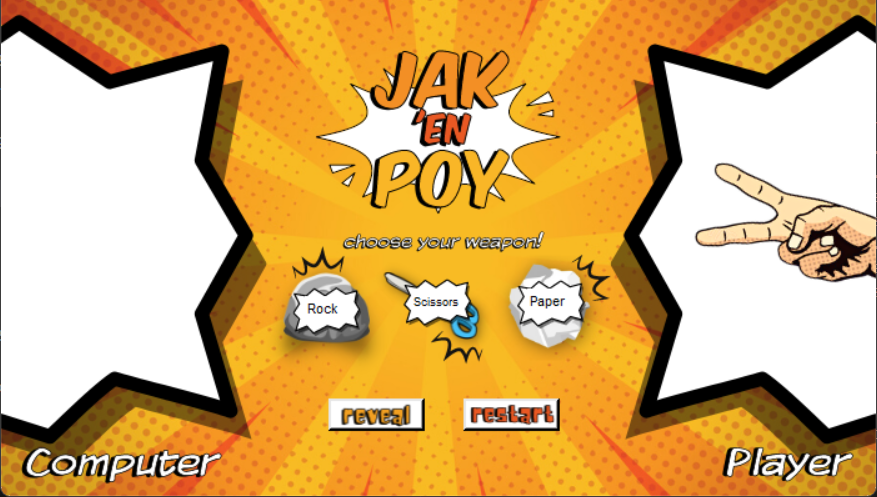 JAK
'EN
POY
choose your weapon!
Rock
Scissors
Paper
reveal
restart
Computer
Player